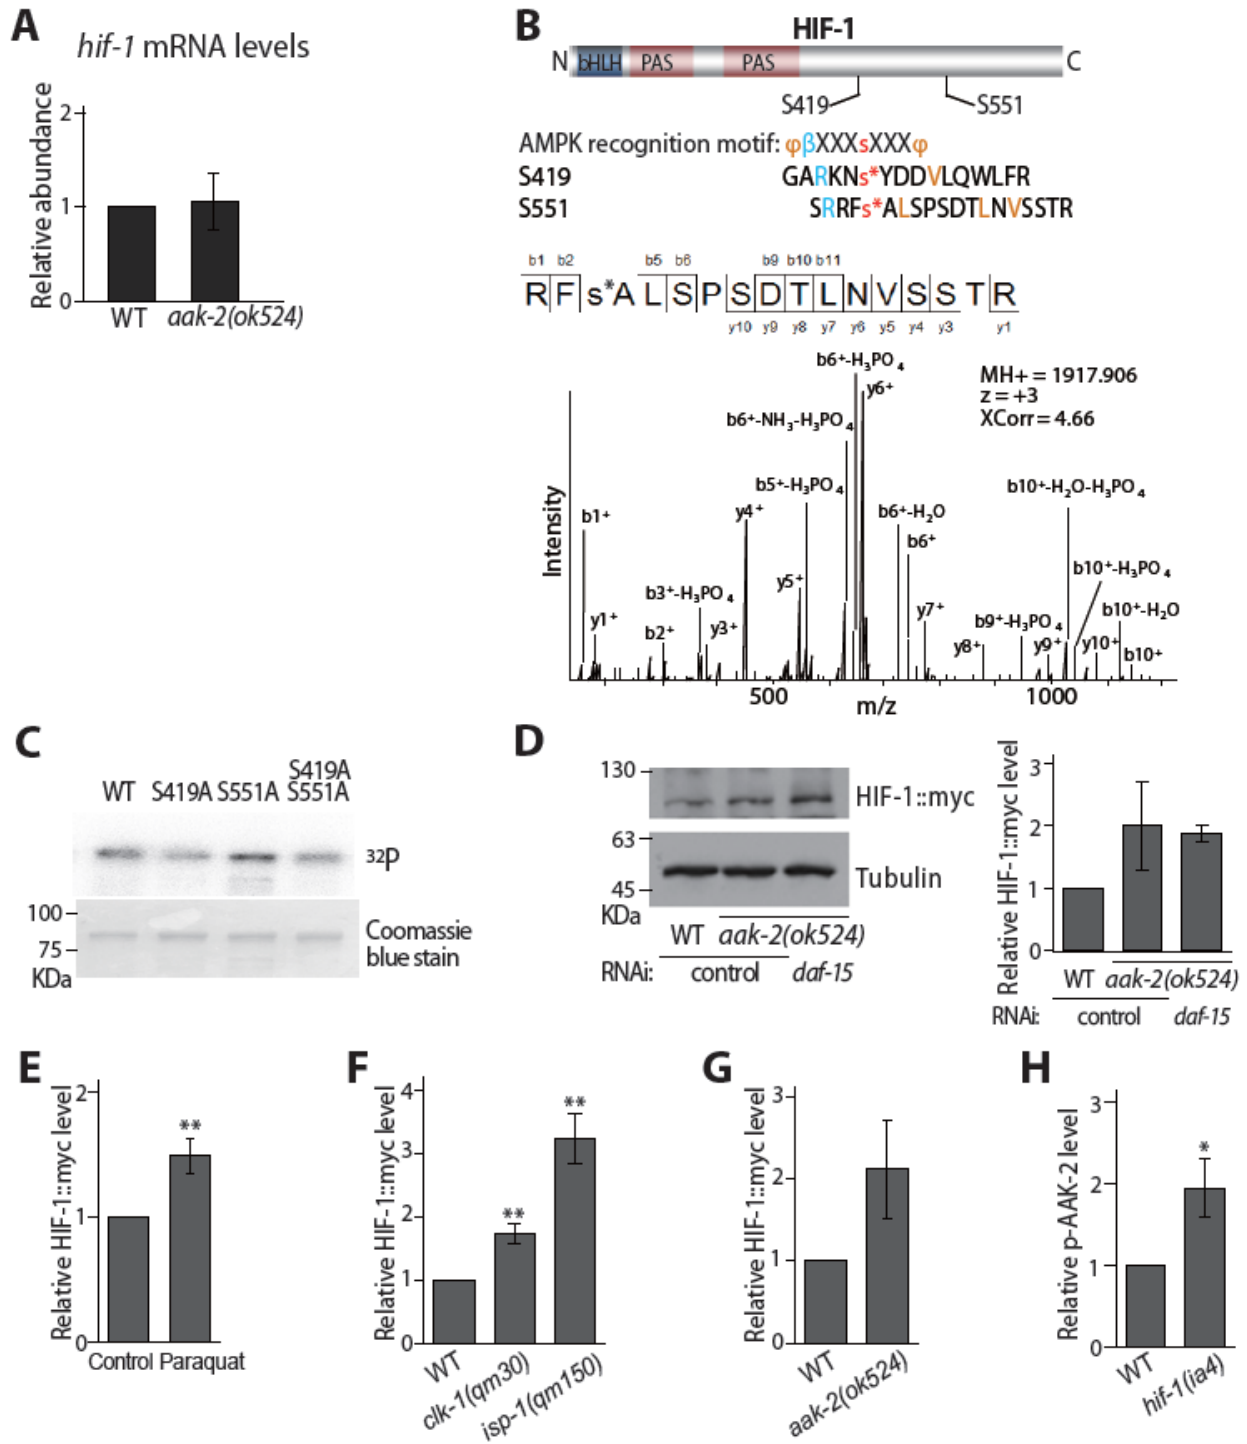 A
hif-1 mRNA levels
Relative abundance
2
1
0
WT
aak-2(ok524)
B
HIF-1
N
bHLH
PAS
PAS
C
S419
S551
AMPK recognition motif: φβXXXsXXXφ
S419
GARKNs*YDDVLQWLFR
S551
SRRFs*ALSPSDTLNVSSTR
b1 b2 b5 b6 b9 b10 b11
R F s*A L S P S D T L N V S S T R
y10 y9 y8 y7 y6 y5 y4 y3 y1
MH+ = 1917.906
z = +3
XCorr = 4.66
Intensity
b1+
y1+
b2+
b3+-H3PO4
y3+
y4+
y5+
b5+-H3PO4
b6+-NH3-H3PO4
b6+-H3PO4
y6+
b6+-H2O
b6+
y7+
y8+
b9+-H3PO4
y9+
b10+-H2O-H3PO4
b10+-H3PO4
y10+
b10+-H2O
b10+
500
1000
m/z
C
WT
S419A
S551A
S419A
S551A
32P
100
75
KDa
Coomassie
blue stain
D
130
HIF-1::myc
63
45
KDa
Tubulin
WT
aak-2(ok524)
RNAi:
control
daf-15
Relative HIF-1::myc level
3
2
1
0
WT
aak-2(ok524)
RNAi:
control
daf-15
E
Relative HIF-1::myc level
2
1
0
**
Control
Paraquat
F
Relative HIF-1::myc level
4
3
2
1
0
**
**
WT
clk-1(qm30)
isp-1(qm150)
G
Relative HIF-1::myc level
3
2
1
0
WT
aak-2(ok524)
H
Relative p-AAK-2 level
3
2
1
0
*
WT
hif-1(ia4)